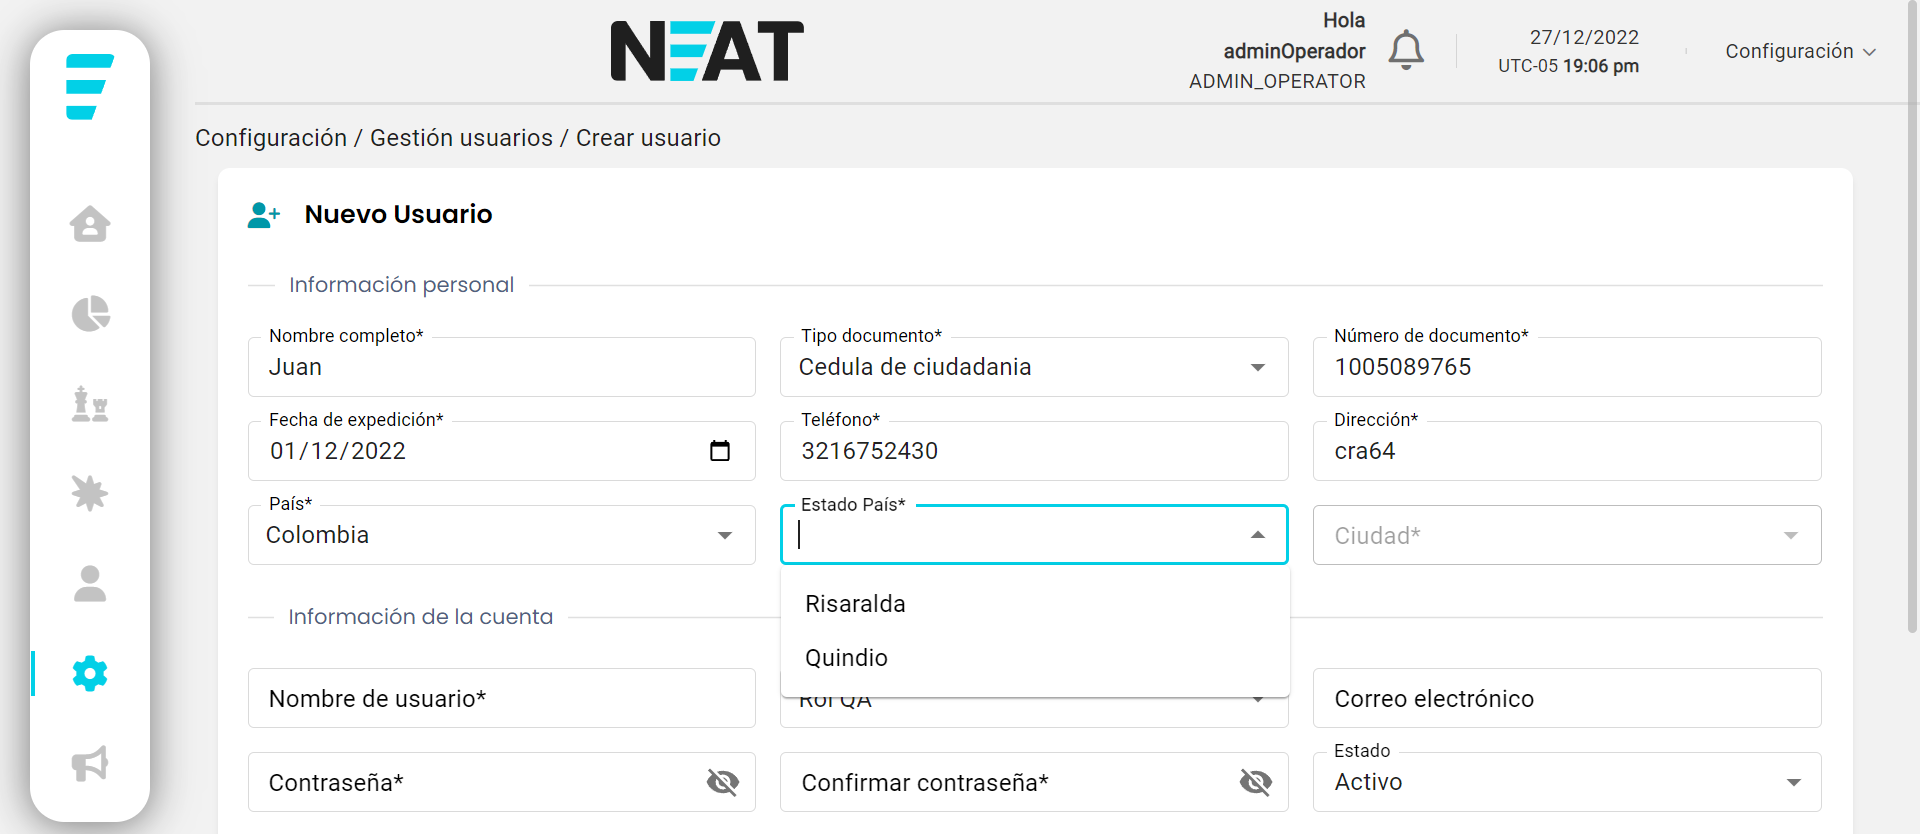 NEAT
Hola
adminOperador
ADMIN_OPERATOR
27/12/2022
UTC-05 19:06 pm
Configuración
Configuración / Gestión usuarios / Crear usuario
Nuevo Usuario
Información personal
Nombre completo*
Juan
Tipo documento*
Cedula de ciudadania
Número de documento*
1005089765
Fecha de expedición*
01/12/2022
Teléfono*
3216752430
Dirección*
cra64
País*
Colombia
Estado País*
Ciudad*
Risaralda
Quindio
Información de la cuenta
Nombre de usuario*
Rol QA
Correo electrónico
Contraseña*
Confirmar contraseña*
Estado
Activo